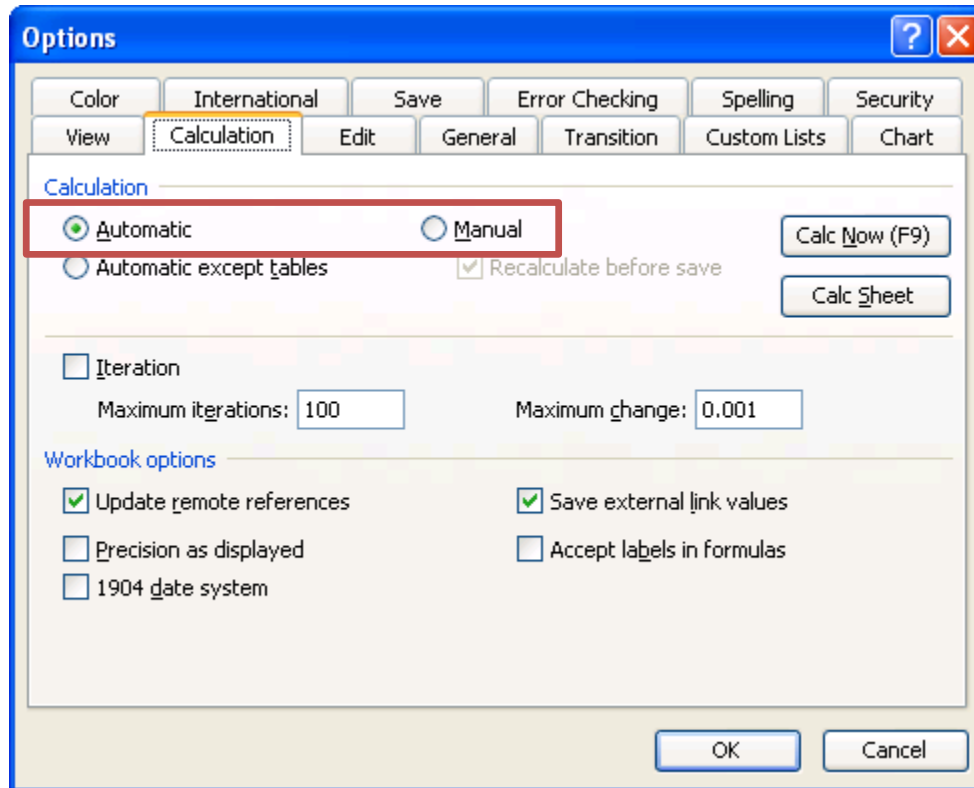 Options
Color International Save Error Checking Spelling Security
View Calculation Edit General Transition Custom Lists Chart
Calculation
Automatic Manual Calc Now (F9)
Automatic except tables Recalculate before save
Calc Sheet
Iteration
Maximum iterations: 100 Maximum change: 0.001
Workbook options
Update remote references Save external link values
Precision as displayed Accept labels in formulas
1904 date system
OK Cancel